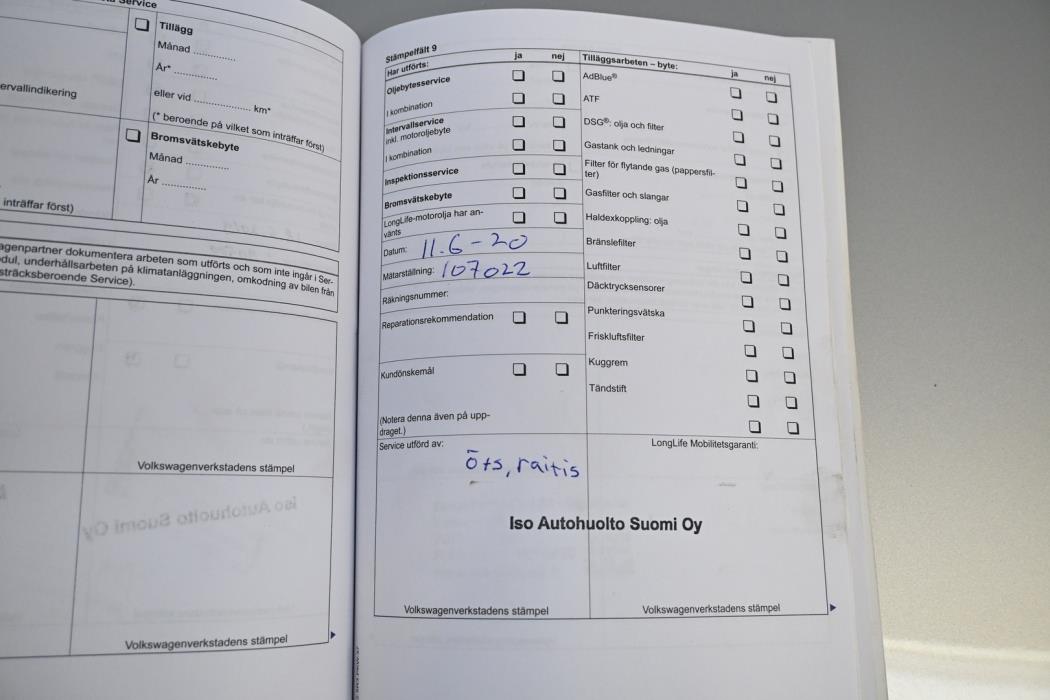 Service
Tillägg
Månad ..............
År* ..............
eller vid .................... km*
(* beroende på vilket som inträffar först)
ervallindikering
Bromsvätskebyte
Månad ..............
År ..............
inträffar först)
agenpartner dokumentera arbeten som utförts och som inte ingår i Ser-
dul, underhållsarbeten på klimatanläggningen, omkodning av bilen från
sträcksberoende Service).
Volkswagenverkstadens stämpel
Volkswagenverkstadens stämpel
Stämpelfält 9
Har utförts: ja nej
Oljebytesservice
I kombination
Intervallservice
inkl. motoroljebyte
I kombination
Inspektionsservice
Bromsvätskebyte
LongLife-motorolja har an-
vänts
Datum: 11.6-20
Mätarställning: 107022
Räkningsnummer:
Reparationsrekommendation
Kundönskemål
(Notera denna även på upp-
draget.)
Tilläggsarbeten – byte: ja nej
AdBlue®
ATF
DSG®: olja och filter
Gastank och ledningar
Filter för flytande gas (pappersfil-
ter)
Gasfilter och slangar
Haldexkoppling: olja
Bränslefilter
Luftfilter
Däcktrycksensorer
Punkteringsvätska
Friskluftsfilter
Kuggrem
Tändstift
Service utförd av:
LongLife Mobilitetsgaranti:
öts, raitis
Iso Autohuolto Suomi Oy
Volkswagenverkstadens stämpel
Volkswagenverkstadens stämpel